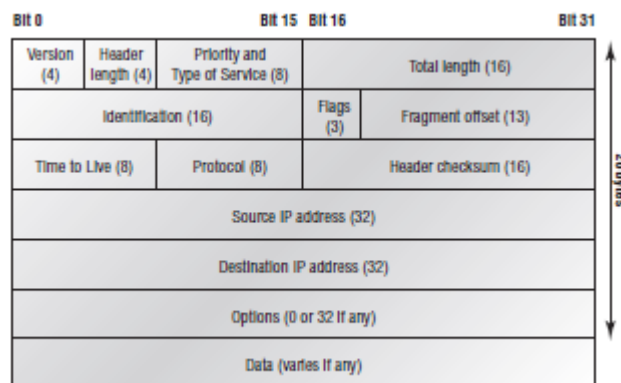 Bit 0 Bit 15 Bit 16 Bit 31
Version Header Priority and Total length (16)
(4) length (4) Type of Service (8)
Identification (16) Flags Fragment offset (13)
(3)
Time to Live (8) Protocol (8) Header checksum (16)
Source IP address (32)
Destination IP address (32)
Options (0 or 32 if any)
Data (varies if any)
20 bytes